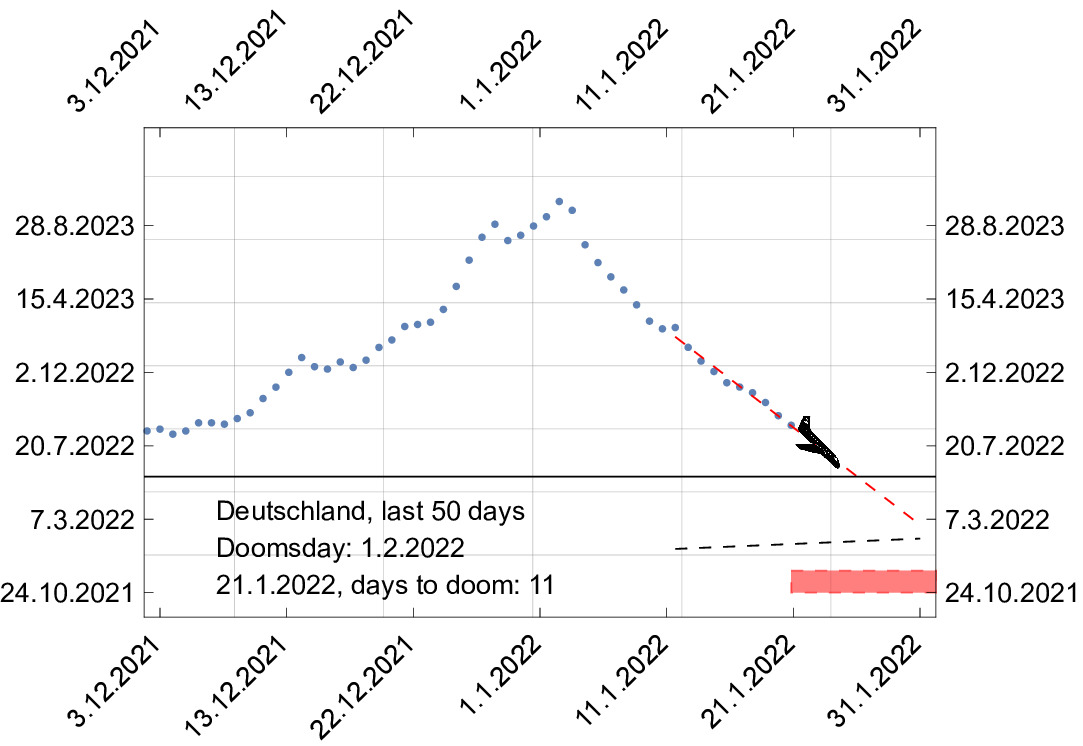 3.12.2021 13.12.2021 22.12.2021 1.1.2022 11.1.2022 21.1.2022 31.1.2022
28.8.2023 28.8.2023
15.4.2023 15.4.2023
2.12.2022 2.12.2022
20.7.2022 20.7.2022
7.3.2022 7.3.2022
24.10.2021 24.10.2021
Deutschland, last 50 days
Doomsday: 1.2.2022
21.1.2022, days to doom: 11
3.12.2021 13.12.2021 22.12.2021 1.1.2022 11.1.2022 21.1.2022 31.1.2022